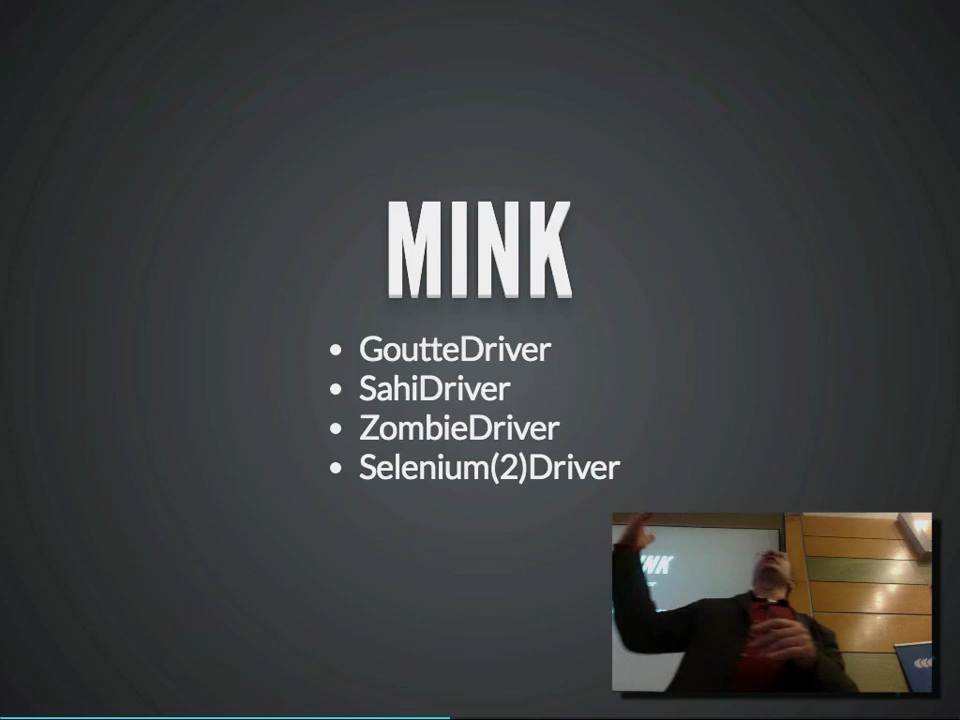 MINK
• GoutteDriver
• SahiDriver
• ZombieDriver
• Selenium(2)Driver